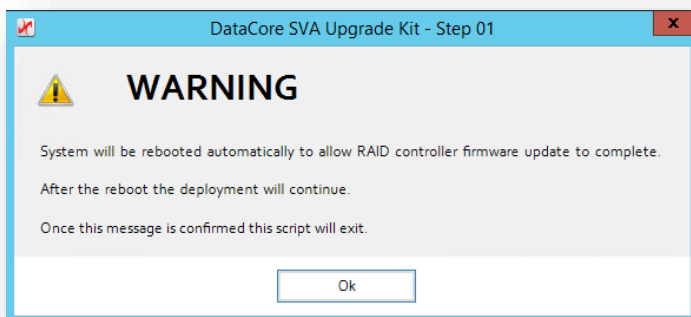 DataCore SVA Upgrade Kit - Step 01
x
WARNING
System will be rebooted automatically to allow RAID controller firmware update to complete.
After the reboot the deployment will continue.
Once this message is confirmed this script will exit.
Ok